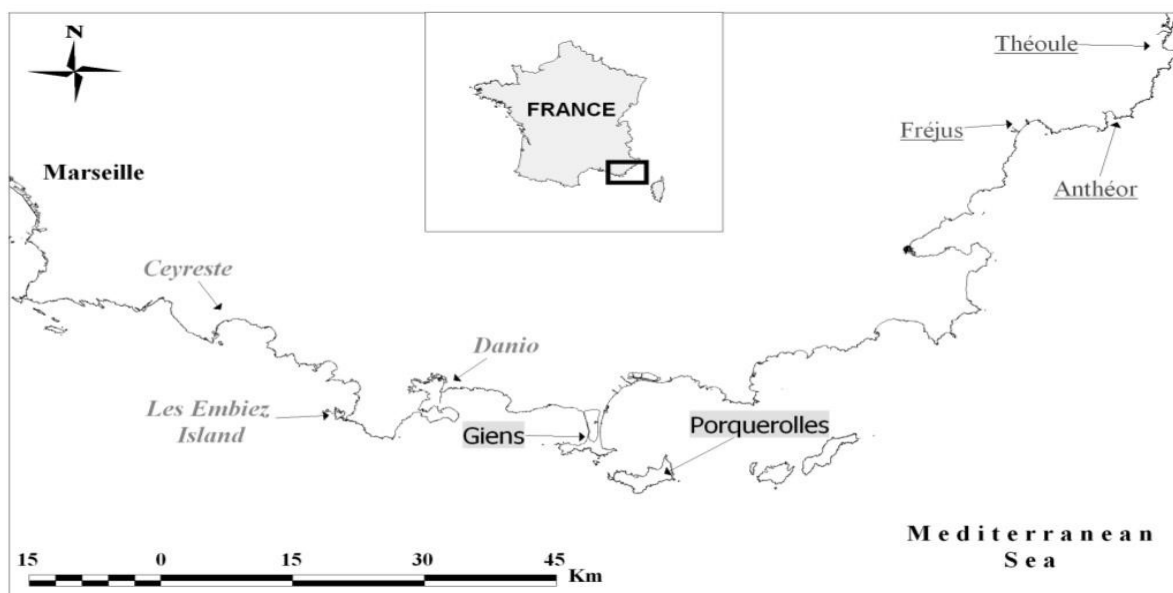 N
FRANCE
Théoule
Fréjus
Anthéor
Marseille
Ceyreste
Danio
Les Embiez
Island
Giens
Porquerolles
Mediterranean
Sea
15 0 15 30 45
Km